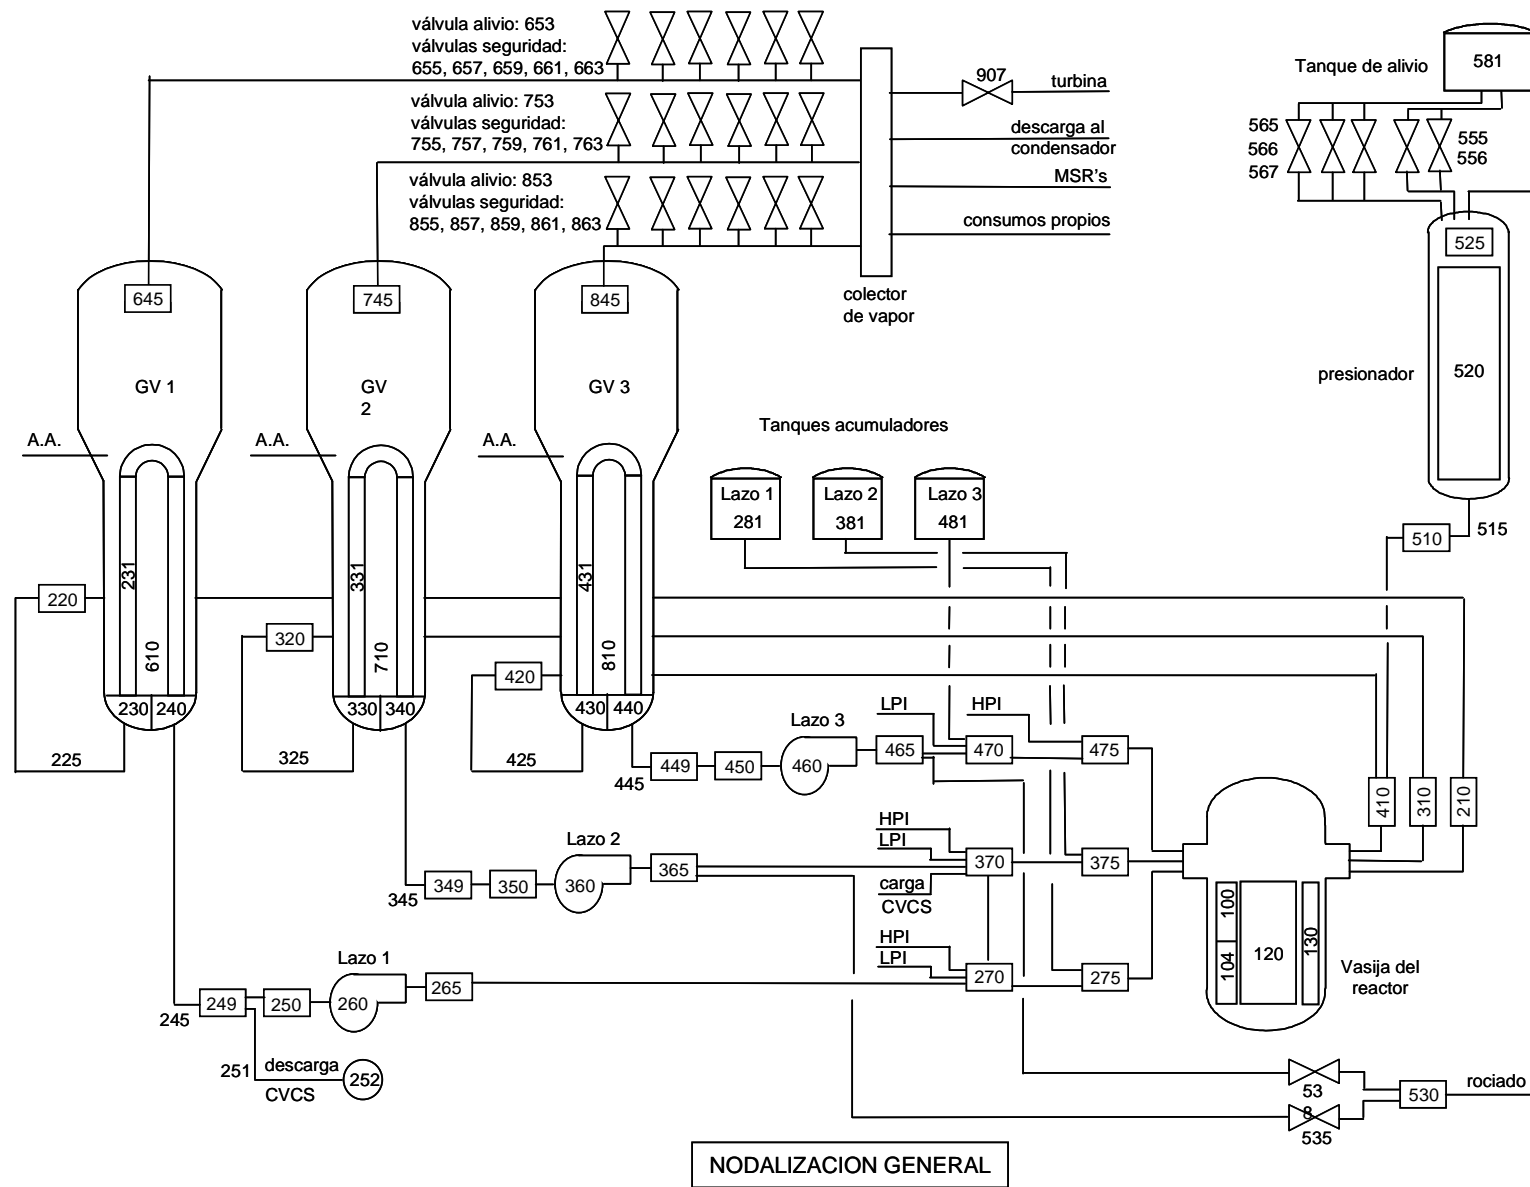 válvula alivio: 653
válvulas seguridad:
655, 657, 659, 661, 663
válvula alivio: 753
válvulas seguridad:
755, 757, 759, 761, 763
válvula alivio: 853
válvulas seguridad:
855, 857, 859, 861, 863
907
turbina
descarga al
condensador
MSR's
consumos propios
colector
de vapor
Tanque de alivio
581
565
566
567
555
556
525
520
presionador
510
515
645
745
845
GV 1
GV
2
GV 3
A.A.
A.A.
A.A.
Tanques acumuladores
Lazo 1
281
Lazo 2
381
Lazo 3
481
220
231
610
230
240
225
320
331
710
330
340
325
420
431
810
430
440
425
445
449
450
Lazo 3
460
465
LPI
470
HPI
475
410
310
210
345
349
350
Lazo 2
360
365
HPI
LPI
370
carga
CVCS
375
HPI
LPI
270
275
245
249
250
Lazo 1
260
265
251
descarga
CVCS
252
100
104
120
130
Vasija del
reactor
53
8
535
530
rociado
NODALIZACION GENERAL